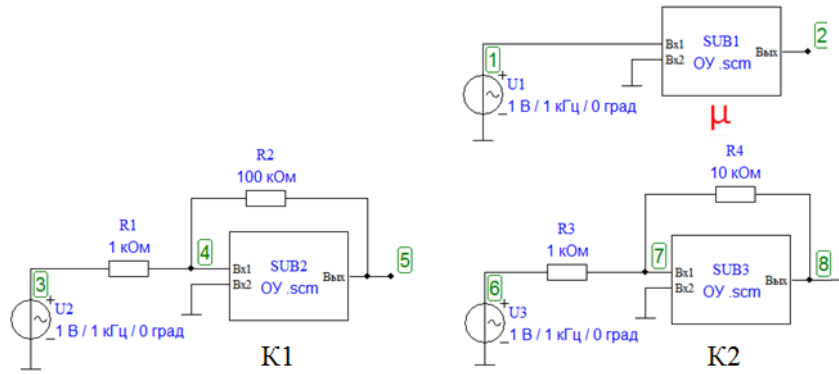 1
U1
1 В / 1 кГц / 0 град
Вх1
Вх2
SUB1
ОУ .scm
Вых
2
μ
R2
100 кОм
R1
1 кОм
3
4
U2
1 В / 1 кГц / 0 град
Вх1
Вх2
SUB2
ОУ .scm
Вых
5
К1
R4
10 кОм
R3
1 кОм
6
7
U3
1 В / 1 кГц / 0 град
Вх1
Вх2
SUB3
ОУ .scm
Вых
8
К2